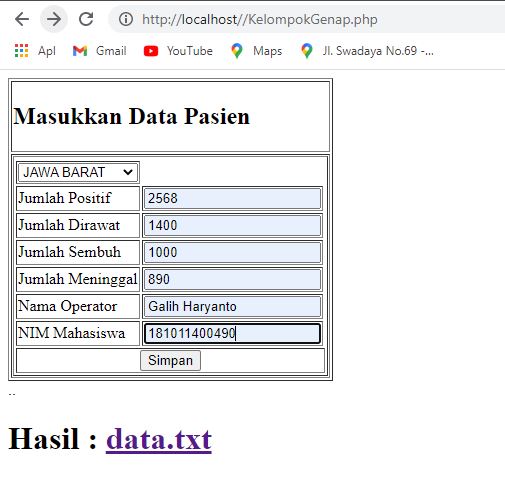 http://localhost//KelompokGenap.php
Apl Gmail YouTube Maps Jl. Swadaya No.69 -...
Masukkan Data Pasien
JAWA BARAT
Jumlah Positif 2568
Jumlah Dirawat 1400
Jumlah Sembuh 1000
Jumlah Meninggal 890
Nama Operator Galih Haryanto
NIM Mahasiswa 181011400490
Simpan
..
Hasil : data.txt